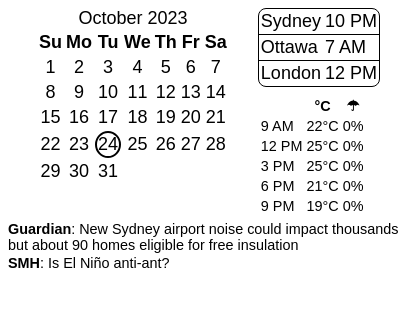 October 2023
Su Mo Tu We Th Fr Sa
1 2 3 4 5 6 7
8 9 10 11 12 13 14
15 16 17 18 19 20 21
22 23 24 25 26 27 28
29 30 31
Sydney 10 PM
Ottawa 7 AM
London 12 PM
°C ☂
9 AM 22°C 0%
12 PM 25°C 0%
3 PM 25°C 0%
6 PM 21°C 0%
9 PM 19°C 0%
Guardian: New Sydney airport noise could impact thousands
but about 90 homes eligible for free insulation
SMH: Is El Niño anti-ant?